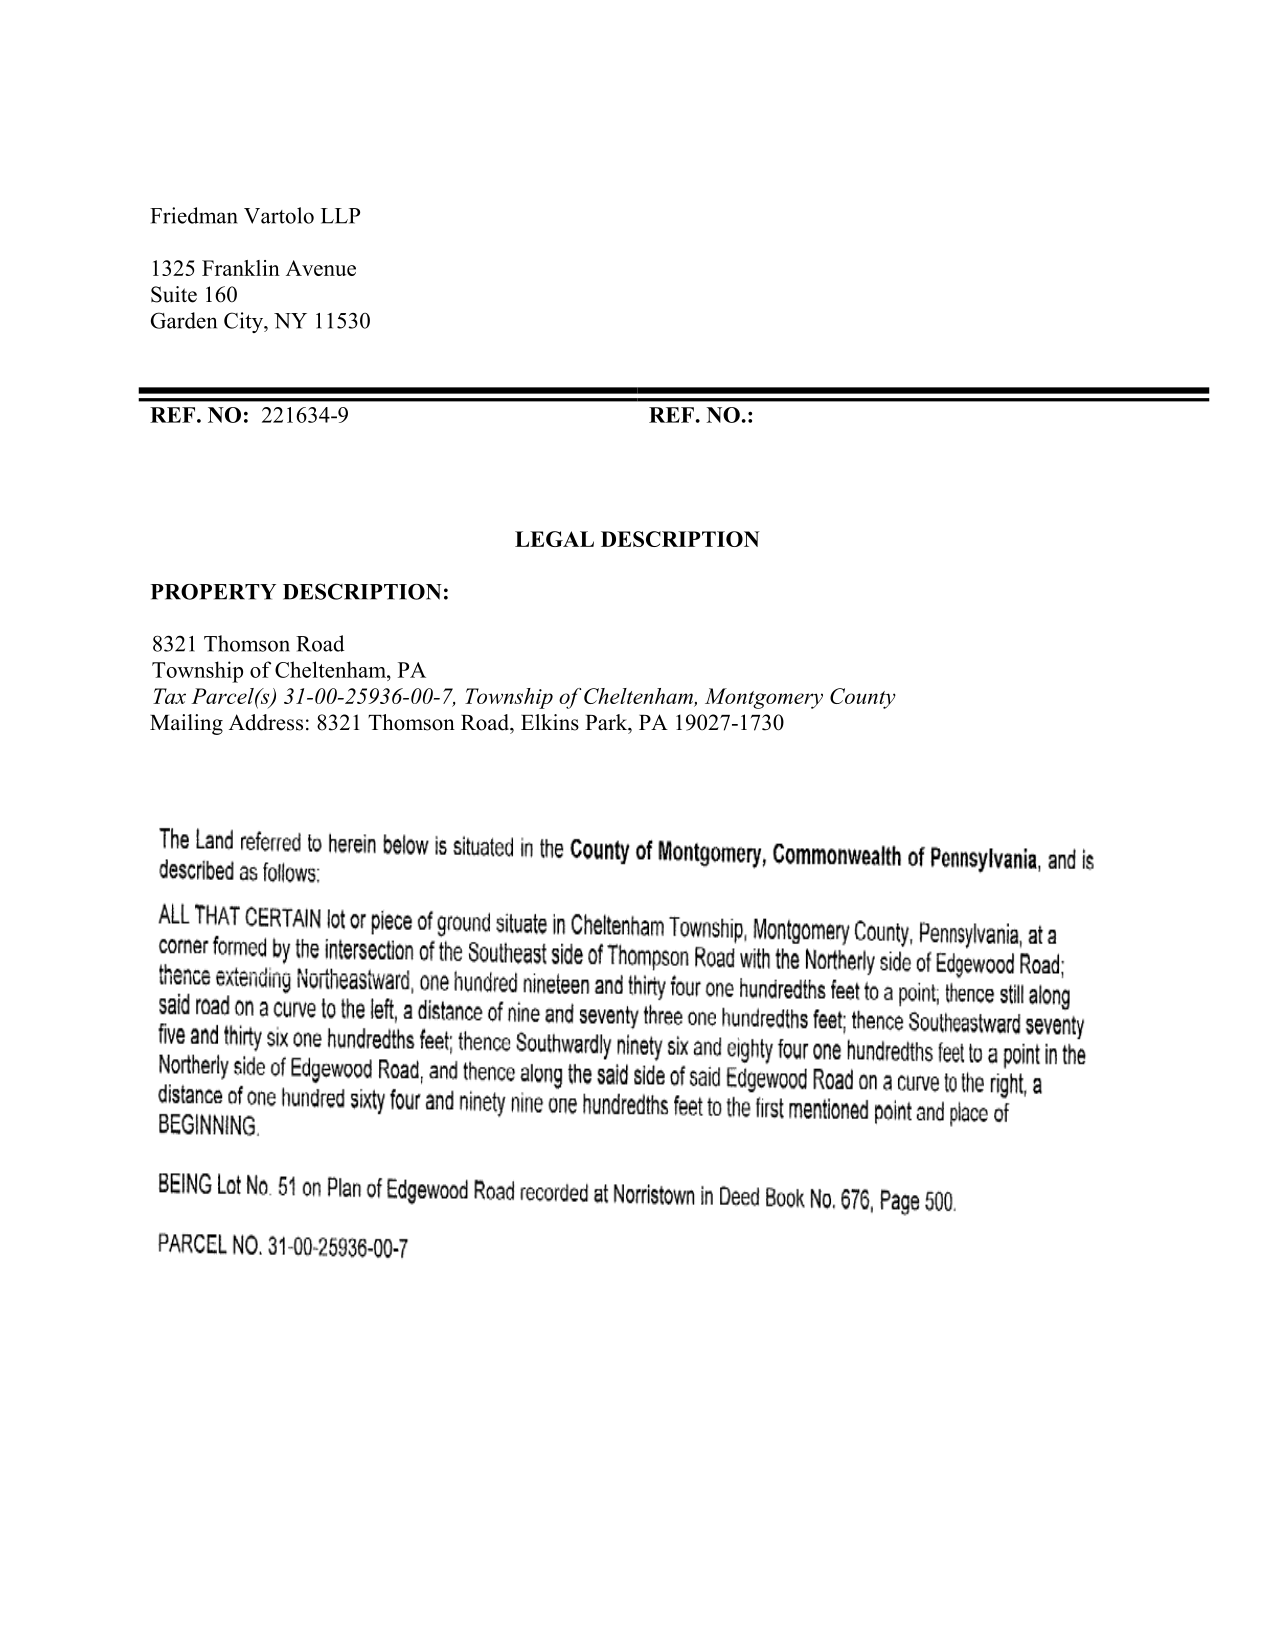 Friedman Vartolo LLP
1325 Franklin Avenue
Suite 160
Garden City, NY 11530
REF. NO: 221634-9 REF. NO.:
LEGAL DESCRIPTION
PROPERTY DESCRIPTION:
8321 Thomson Road
Township of Cheltenham, PA
Tax Parcel(s) 31-00-25936-00-7, Township of Cheltenham, Montgomery County
Mailing Address: 8321 Thomson Road, Elkins Park, PA 19027-1730
The Land referred to herein below is situated in the County of Montgomery, Commonwealth of Pennsylvania, and is
described as follows:
ALL THAT CERTAIN lot or piece of ground situate in Cheltenham Township, Montgomery County, Pennsylvania, at a
corner formed by the intersection of the Southeast side of Thompson Road with the Northerly side of Edgewood Road;
thence extending Northeastward, one hundred nineteen and thirty four one hundredths feet to a point; thence still along
said road on a curve to the left, a distance of nine and seventy three one hundredths feet; thence Southeastward seventy
five and thirty six one hundredths feet; thence Southwardly ninety six and eighty four one hundredths feet to a point in the
Northerly side of Edgewood Road, and thence along the said side of said Edgewood Road on a curve to the right, a
distance of one hundred sixty four and ninety nine one hundredths feet to the first mentioned point and place of
BEGINNING.
BEING Lot No. 51 on Plan of Edgewood Road recorded at Norristown in Deed Book No. 676, Page 500.
PARCEL NO. 31-00-25936-00-7